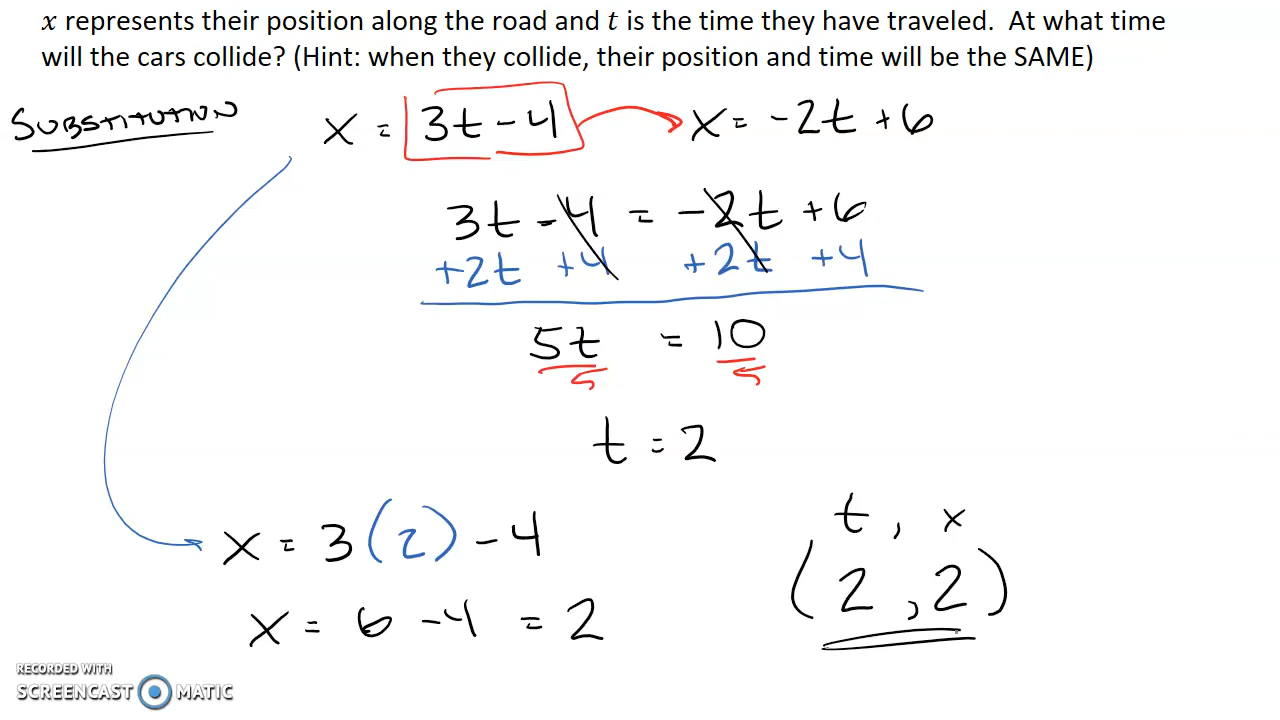 x represents their position along the road and t is the time they have traveled. At what time
will the cars collide? (Hint: when they collide, their position and time will be the SAME)
SUBSTITUTION
x = 3t - 4 x = -2t + 6
3t - 4 = -2t + 6
+2t +4 +2t +4
5t = 10
5 5
t = 2
x = 3(2) - 4
x = 6 - 4 = 2
t, x
(2, 2)
RECORDED WITH
SCREENCAST MATIC